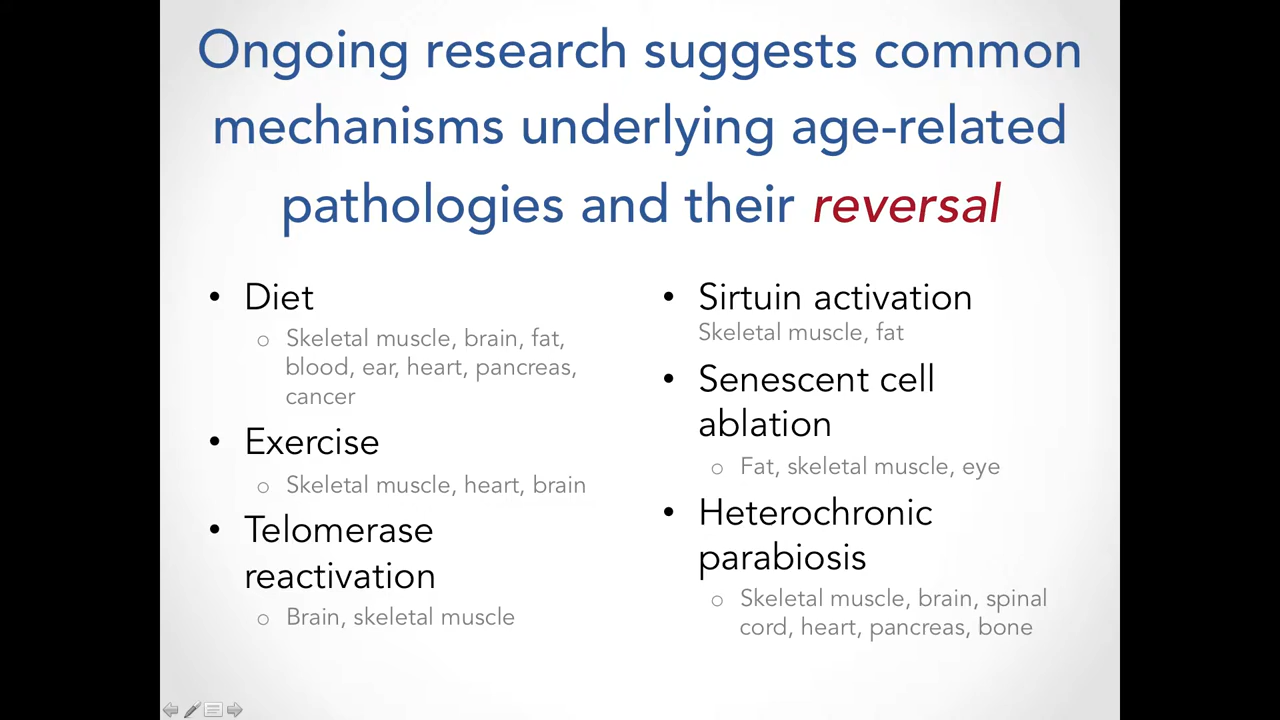 Ongoing research suggests common
mechanisms underlying age-related
pathologies and their reversal
• Diet
o Skeletal muscle, brain, fat,
blood, ear, heart, pancreas,
cancer
• Exercise
o Skeletal muscle, heart, brain
• Telomerase
reactivation
o Brain, skeletal muscle
• Sirtuin activation
Skeletal muscle, fat
• Senescent cell
ablation
o Fat, skeletal muscle, eye
• Heterochronic
parabiosis
o Skeletal muscle, brain, spinal
cord, heart, pancreas, bone